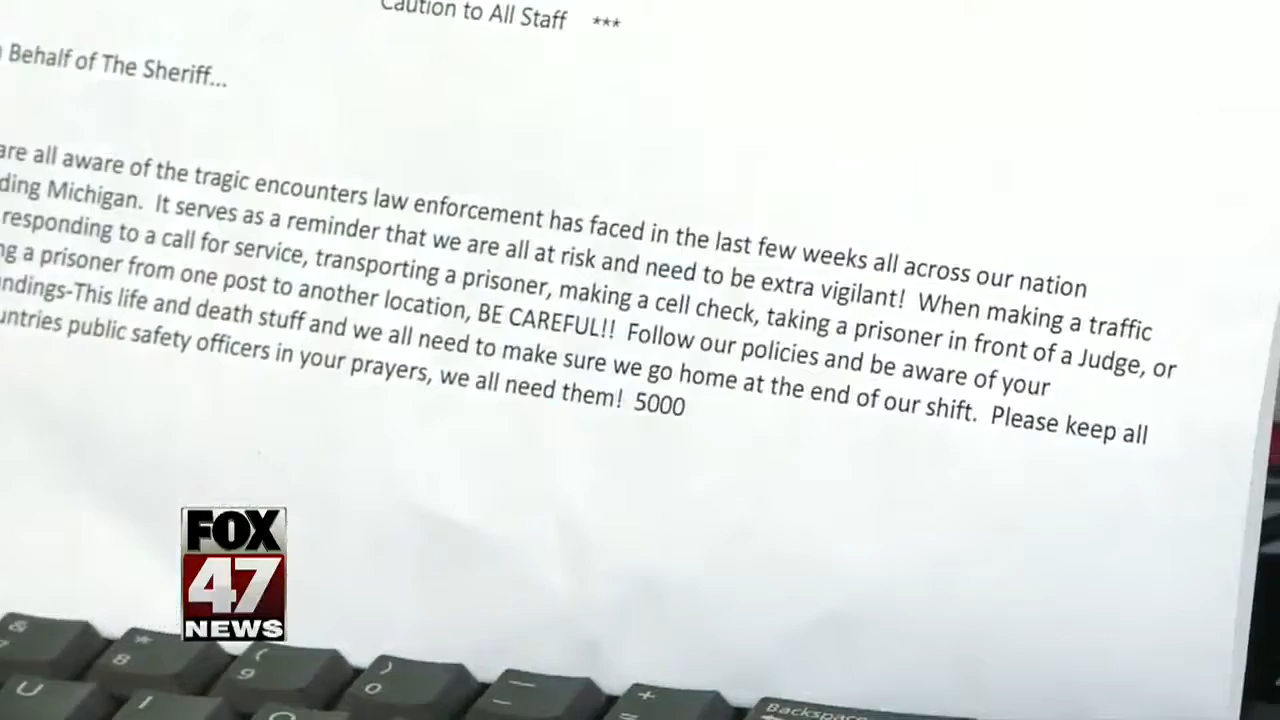 Caution to All Staff ***
Behalf of The Sheriff...
are all aware of the tragic encounters law enforcement has faced in the last few weeks all across our nation
ding Michigan. It serves as a reminder that we are all at risk and need to be extra vigilant! When making a traffic
responding to a call for service, transporting a prisoner, making a cell check, taking a prisoner in front of a Judge, or
ng a prisoner from one post to another location, BE CAREFUL!! Follow our policies and be aware of your
ndings-This life and death stuff and we all need to make sure we go home at the end of our shift. Please keep all
untries public safety officers in your prayers, we all need them! 5000
FOX
47
NEWS
& * ( ) — +
7 8 9 0 - = Backspace
U I O